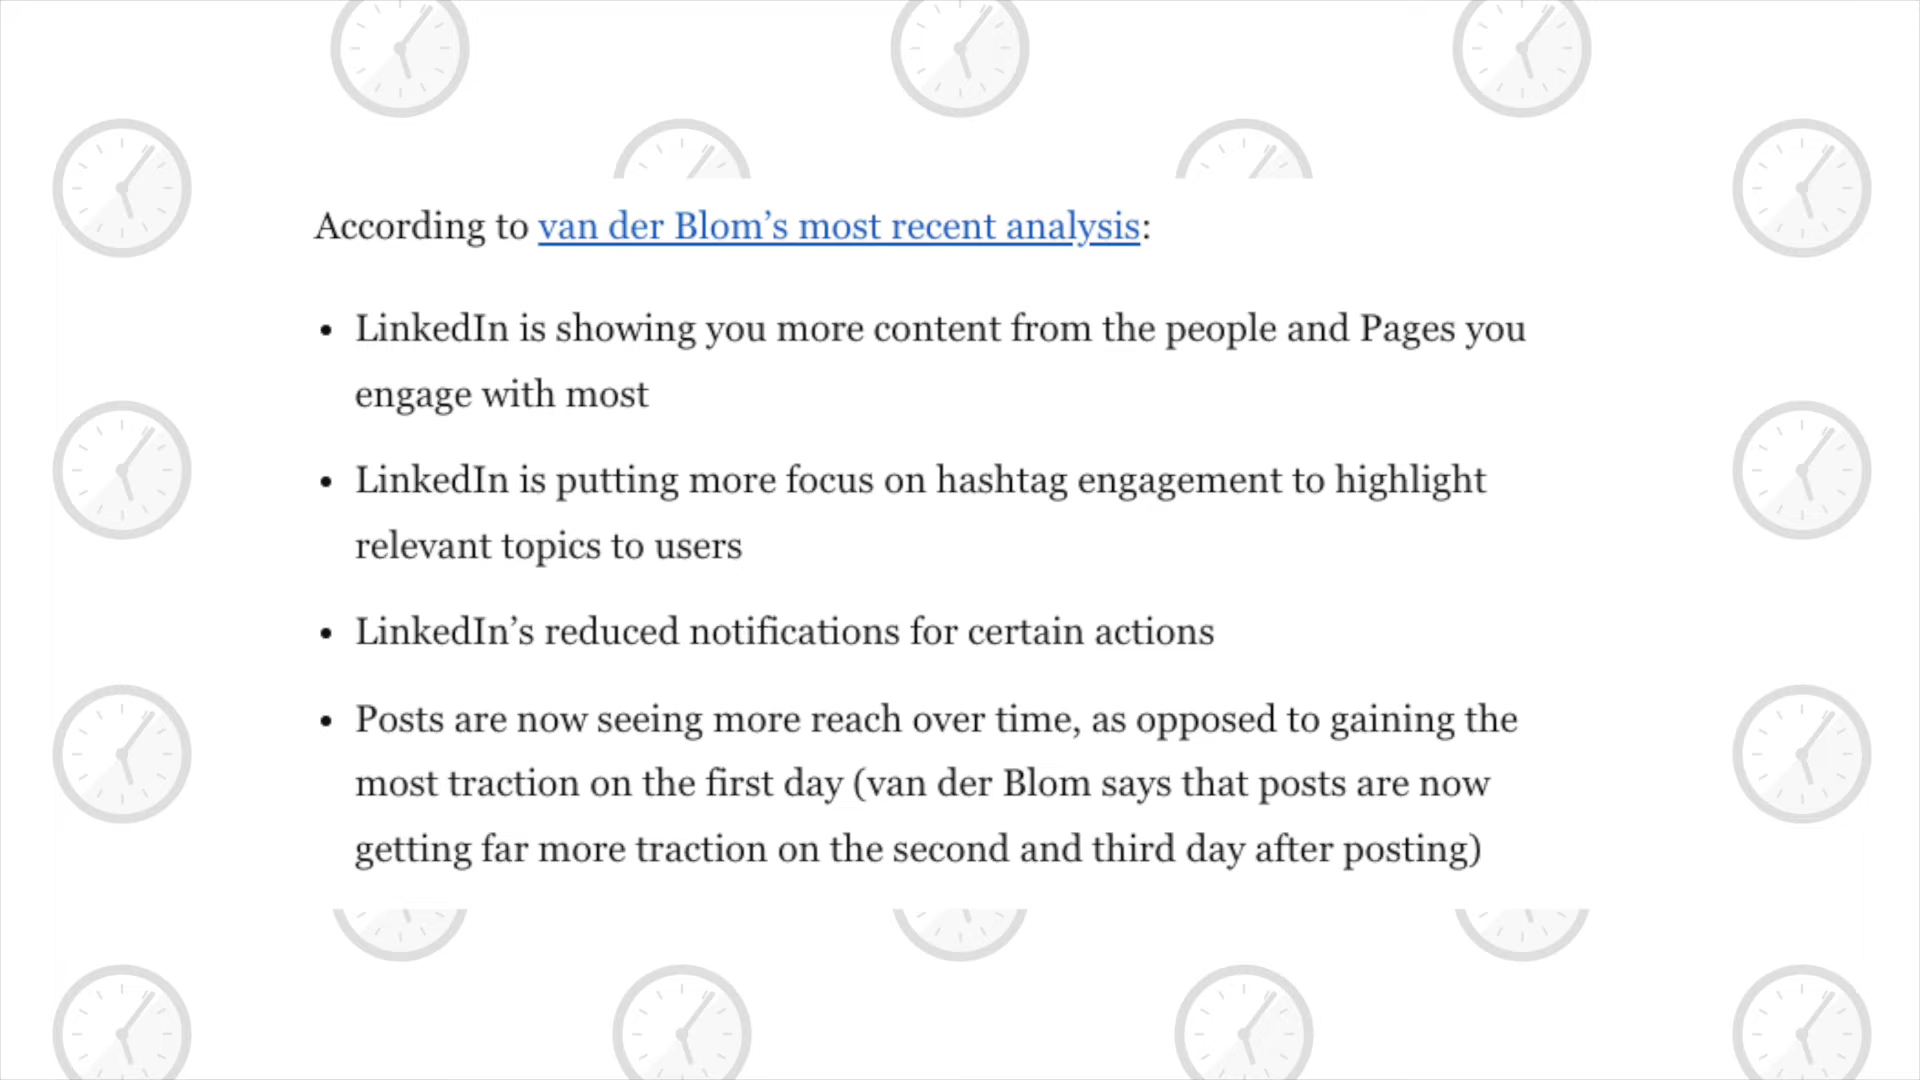 According to van der Blom’s most recent analysis:
• LinkedIn is showing you more content from the people and Pages you
engage with most
• LinkedIn is putting more focus on hashtag engagement to highlight
relevant topics to users
• LinkedIn’s reduced notifications for certain actions
• Posts are now seeing more reach over time, as opposed to gaining the
most traction on the first day (van der Blom says that posts are now
getting far more traction on the second and third day after posting)